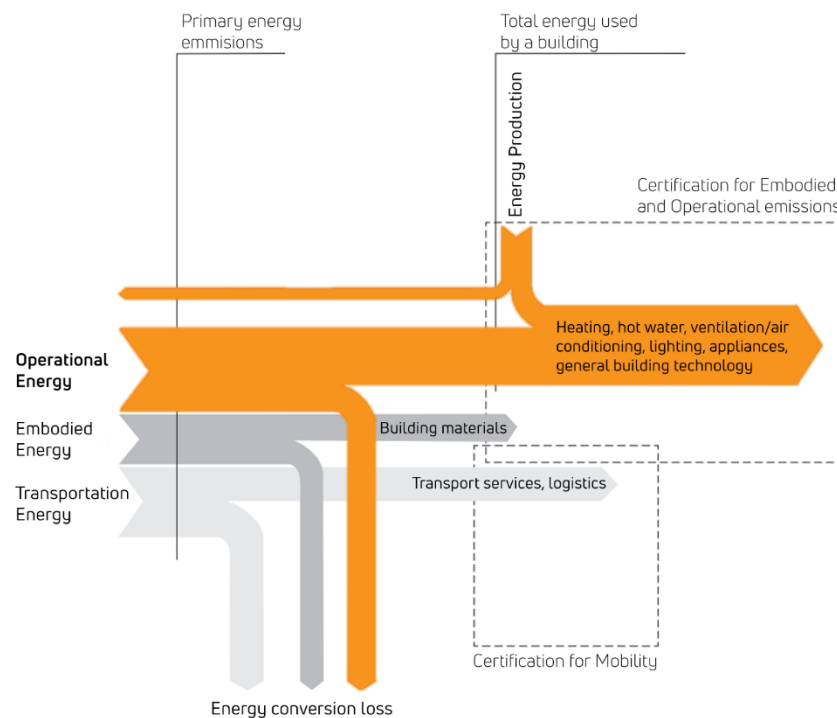 Primary energy
emmisions
Total energy used
by a building
Energy Production
Certification for Embodied
and Operational emissions
Heating, hot water, ventilation/air
conditioning, lighting, appliances,
general building technology
Operational
Energy
Embodied
Energy
Building materials
Transportation
Energy
Transport services, logistics
Certification for Mobility
Energy conversion loss